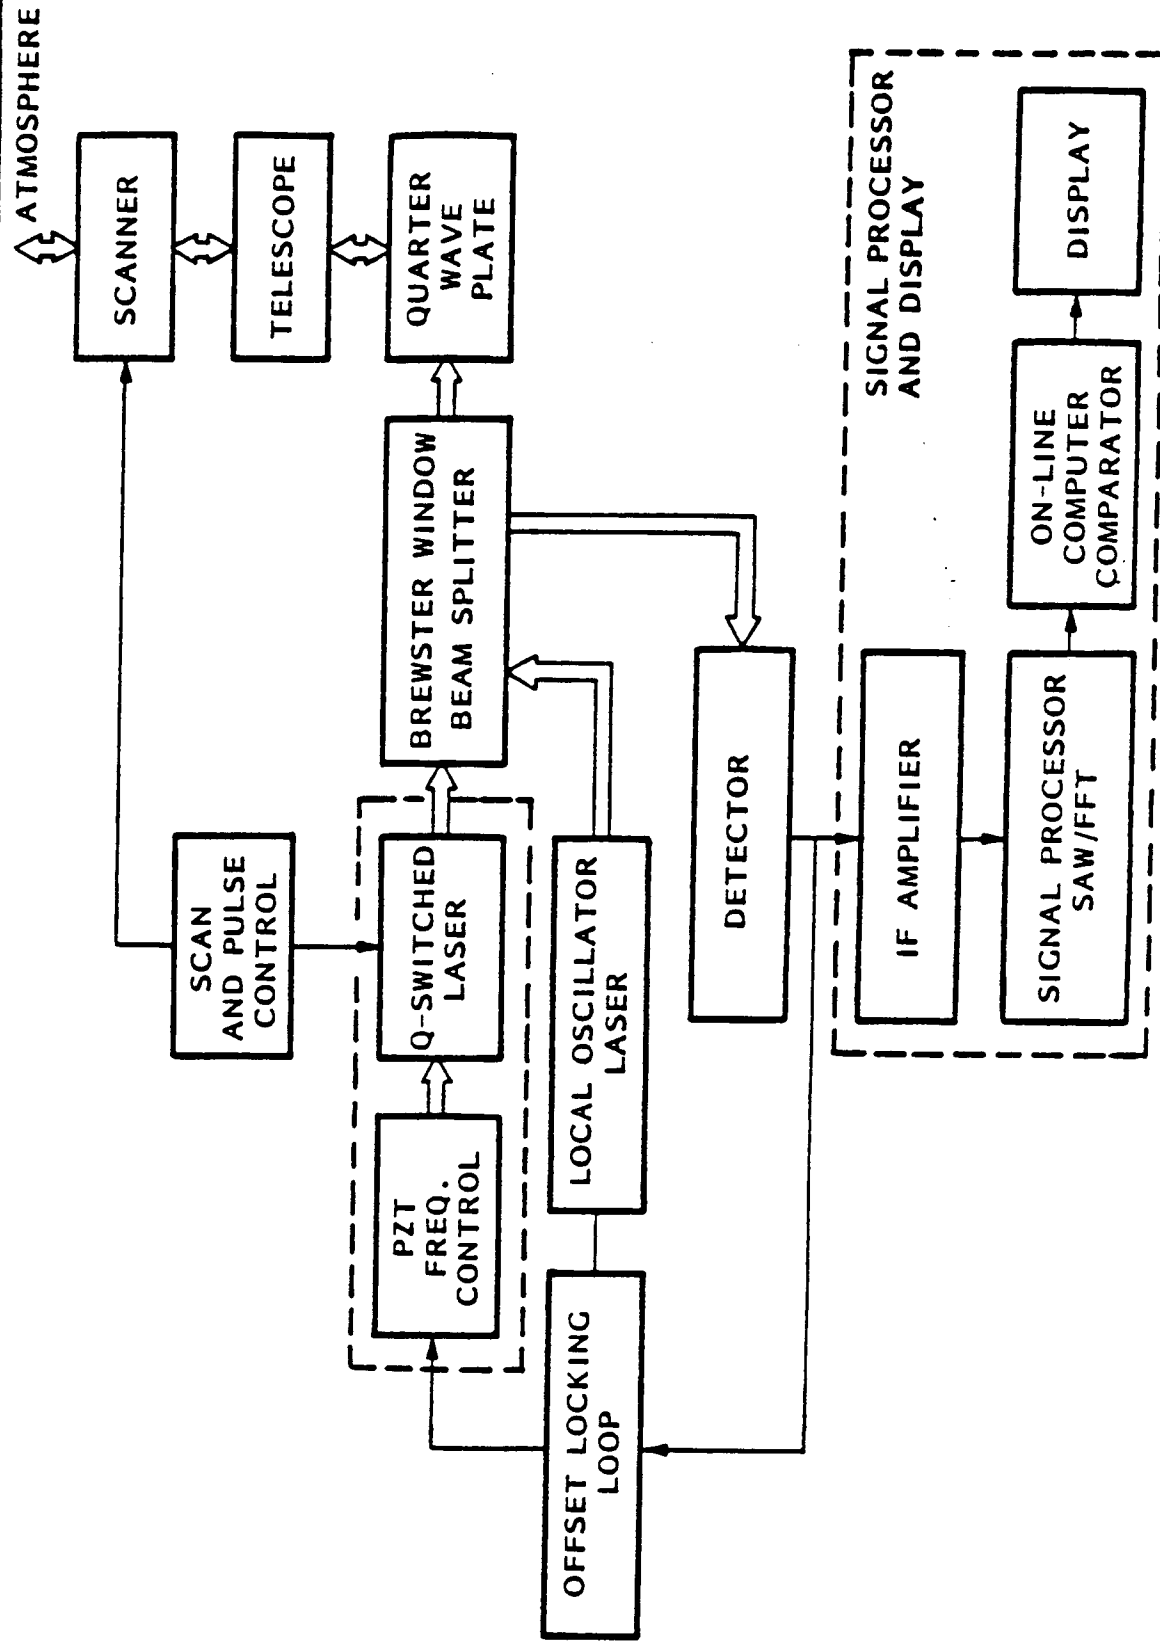 ATMOSPHERE
SCANNER
TELESCOPE
QUARTER
WAVE
PLATE
SCAN
AND PULSE
CONTROL
BREWSTER WINDOW
BEAM SPLITTER
Q-SWITCHED
LASER
PZT
FREQ.
CONTROL
LOCAL OSCILLATOR
LASER
OFFSET LOCKING
LOOP
DETECTOR
SIGNAL PROCESSOR
AND DISPLAY
IF AMPLIFIER
SIGNAL PROCESSOR
SAW/FFT
ON-LINE
COMPUTER
COMPARATOR
DISPLAY